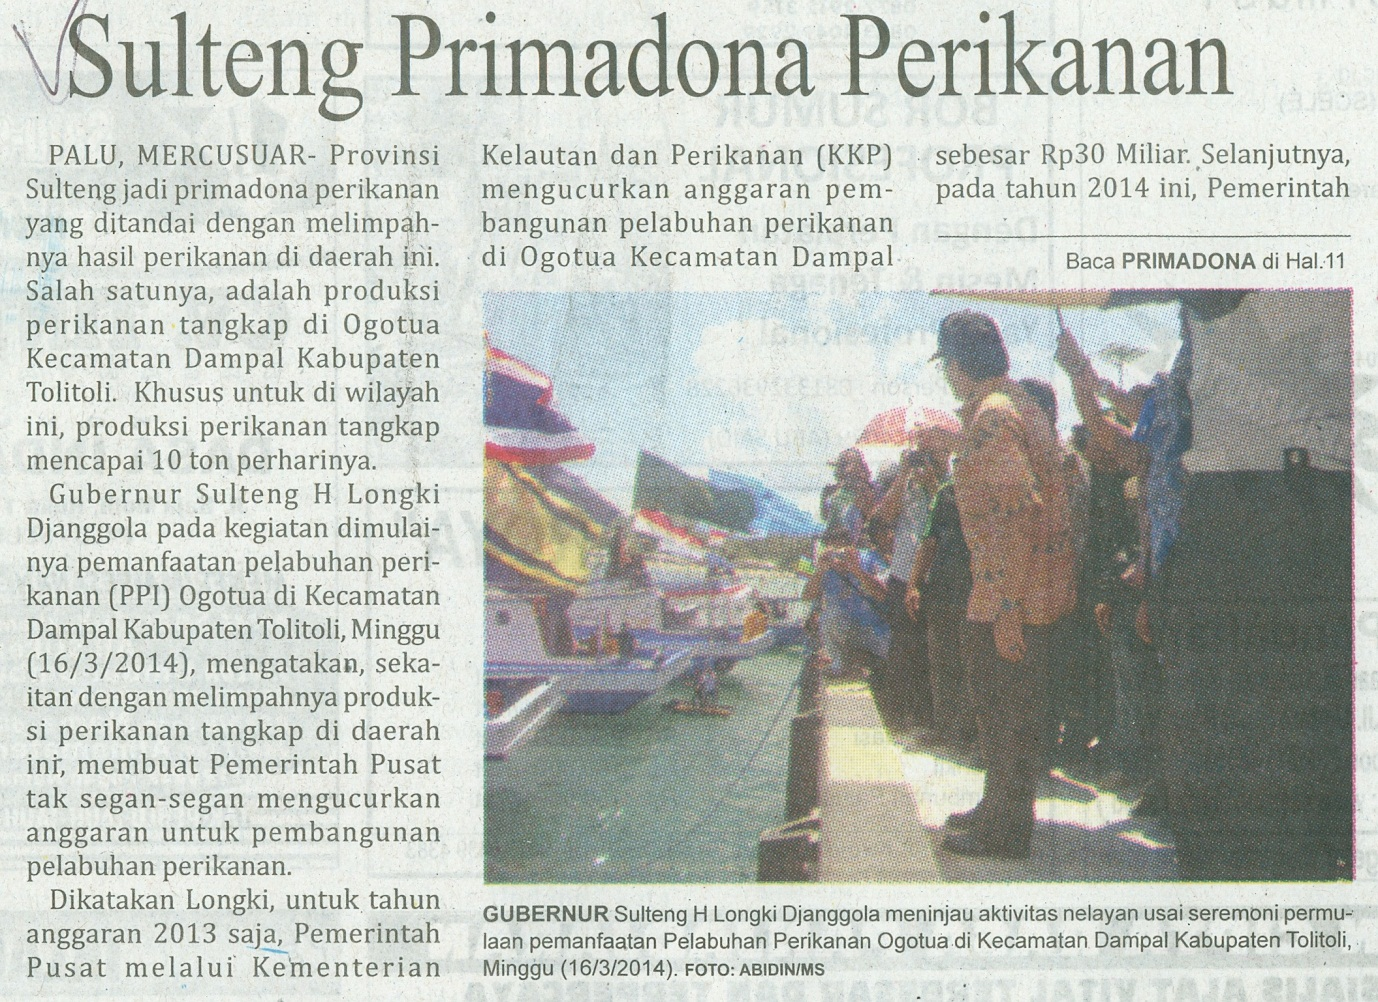 Sulteng Primadona Perikanan
PALU, MERCUSUAR- Provinsi
Sulteng jadi primadona perikanan
yang ditandai dengan melimpah-
nya hasil perikanan di daerah ini.
Salah satunya, adalah produksi
perikanan tangkap di Ogotua
Kecamatan Dampal Kabupaten
Tolitoli. Khusus untuk di wilayah
ini, produksi perikanan tangkap
mencapai 10 ton perharinya.
Gubernur Sulteng H Longki
Djanggola pada kegiatan dimulai-
nya pemanfaatan pelabuhan peri-
kanan (PPI) Ogotua di Kecamatan
Dampal Kabupaten Tolitoli, Minggu
(16/3/2014), mengatakan, seka-
itan dengan melimpahnya produk-
si perikanan tangkap di daerah
ini, membuat Pemerintah Pusat
tak segan-segan mengucurkan
anggaran untuk pembangunan
pelabuhan perikanan.
Dikatakan Longki, untuk tahun
anggaran 2013 saja, Pemerintah
Pusat melalui Kementerian
Kelautan dan Perikanan (KKP)
mengucurkan anggaran pem-
bangunan pelabuhan perikanan
di Ogotua Kecamatan Dampal
sebesar Rp30 Miliar. Selanjutnya,
pada tahun 2014 ini, Pemerintah
Baca PRIMADONA di Hal.11
GUBERNUR Sulteng H Longki Djanggola meninjau aktivitas nelayan usai seremoni permu-
laan pemanfaatan Pelabuhan Perikanan Ogotua di Kecamatan Dampal Kabupaten Tolitoli,
Minggu (16/3/2014). FOTO: ABIDIN/MS